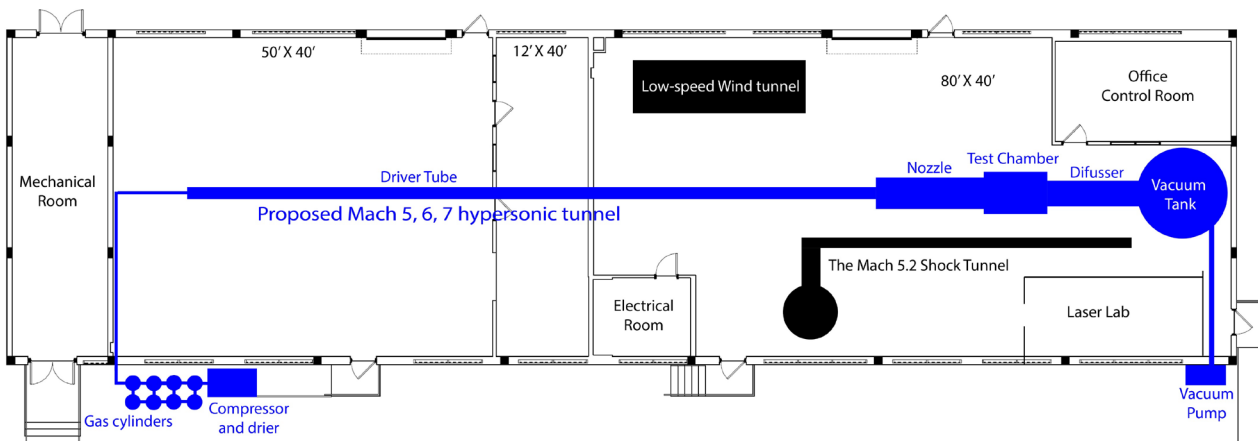 50' X 40'
12' X 40'
Low-speed Wind tunnel
80' X 40'
Office
Control Room
Mechanical
Room
Driver Tube
Nozzle
Test Chamber
Difusser
Vacuum
Tank
Proposed Mach 5, 6, 7 hypersonic tunnel
The Mach 5.2 Shock Tunnel
Electrical
Room
Laser Lab
Gas cylinders
Compressor
and drier
Vacuum
Pump